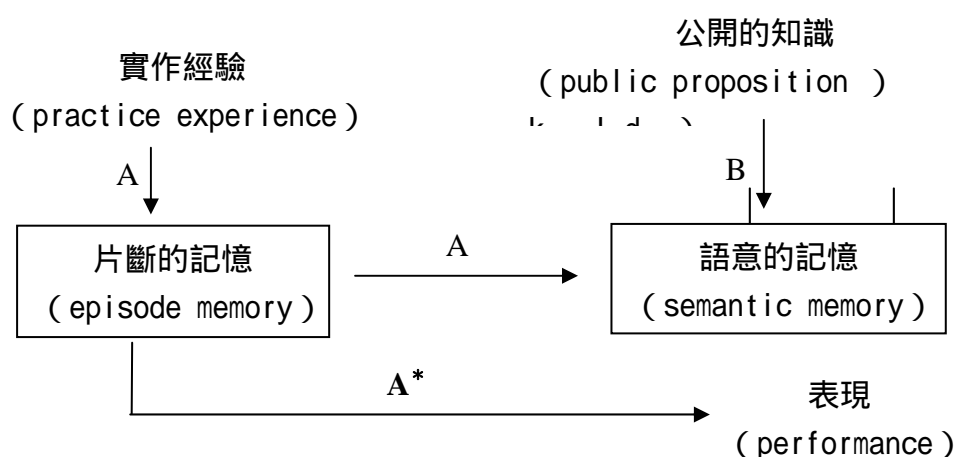 實作經驗
（practice experience）
公開的知識
（public proposition ）
A
B
片斷的記憶
（episode memory）
A
語意的記憶
（semantic memory）
A*
表現
（performance）